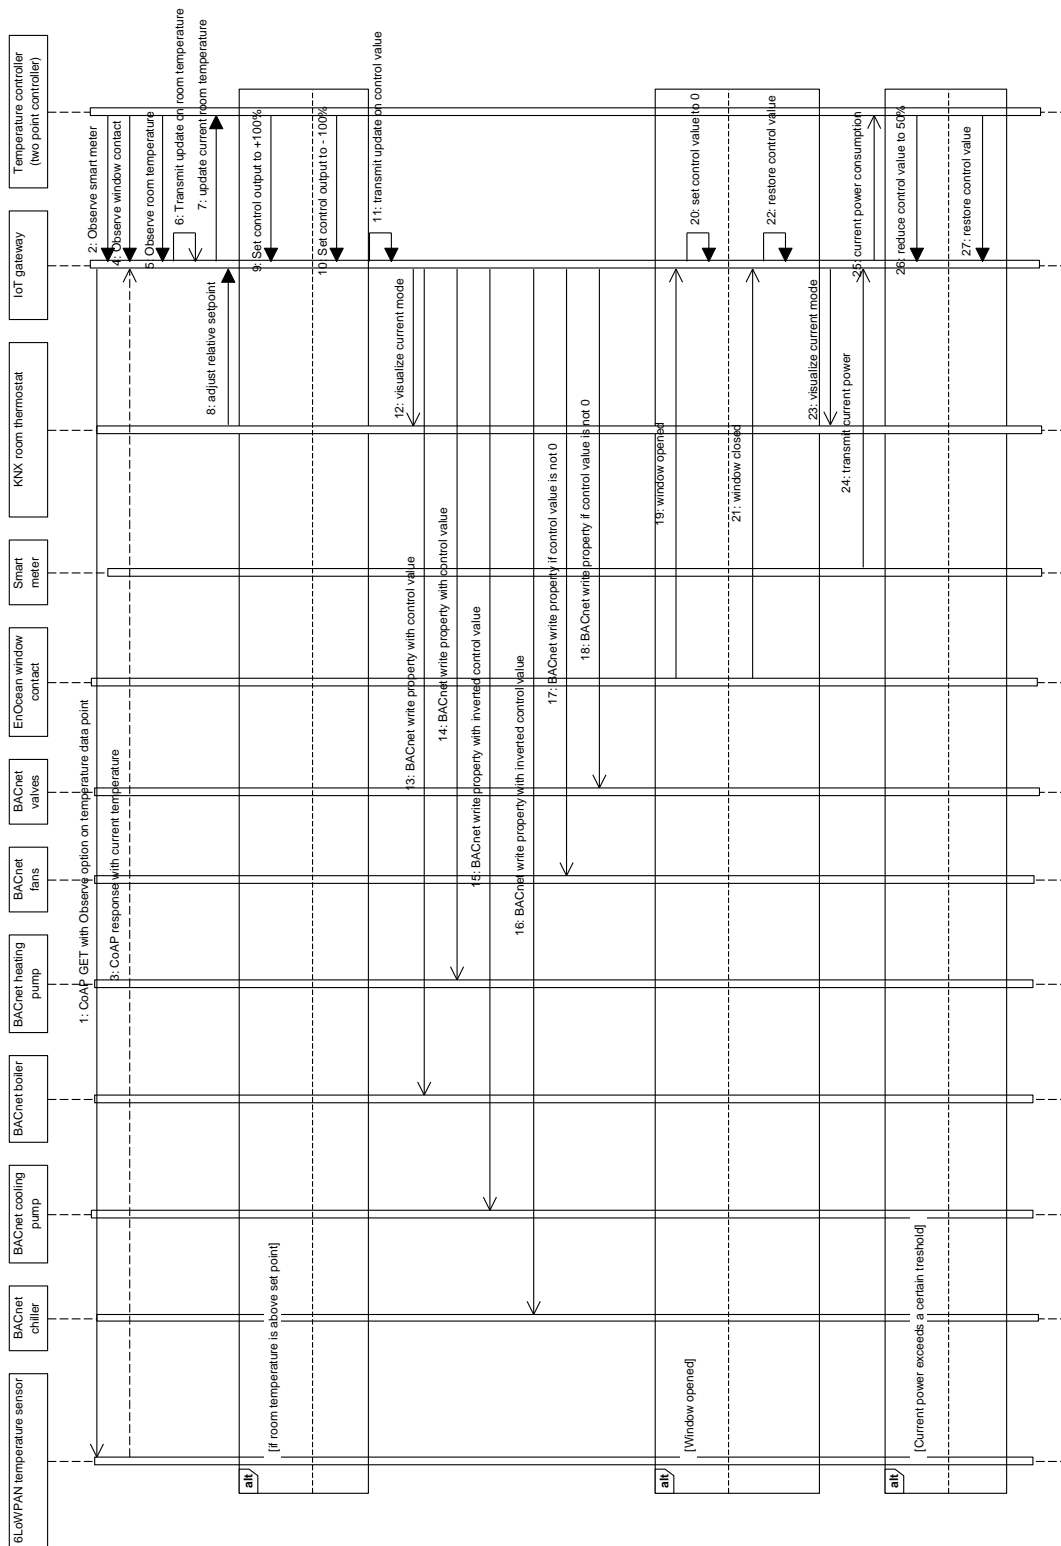 6LoWPAN temperature sensor
BACnet
chiller
BACnet cooling
pump
BACnet boiler
BACnet heating
pump
BACnet
fans
BACnet
valves
EnOcean window
contact
Smart
meter
KNX room thermostat
IoT gateway
Temperature controller
(two point controller)
1: CoAP GET with Observe option on temperature data point
2: Observe smart meter
3: CoAP response with current temperature
4: Observe window contact
5: Observe room temperature
6: Transmit update on room temperature
7: update current room temperature
8: adjust relative setpoint
alt
[if room temperature is above set point]
9: Set control output to +100%
10: Set control output to - 100%
11: transmit update on control value
12: visualize current mode
13: BACnet write property with control value
14: BACnet write property with control value
15: BACnet write property with inverted control value
16: BACnet write property with inverted control value
17: BACnet write property if control value is not 0
18: BACnet write property if control value is not 0
alt
[Window opened]
19: window opened
20: set control value to 0
21: window closed
22: restore control value
23: visualize current mode
24: transmit current power
25: current power consumption
alt
[Current power exceeds a certain treshold]
26: reduce control value to 50%
27: restore control value